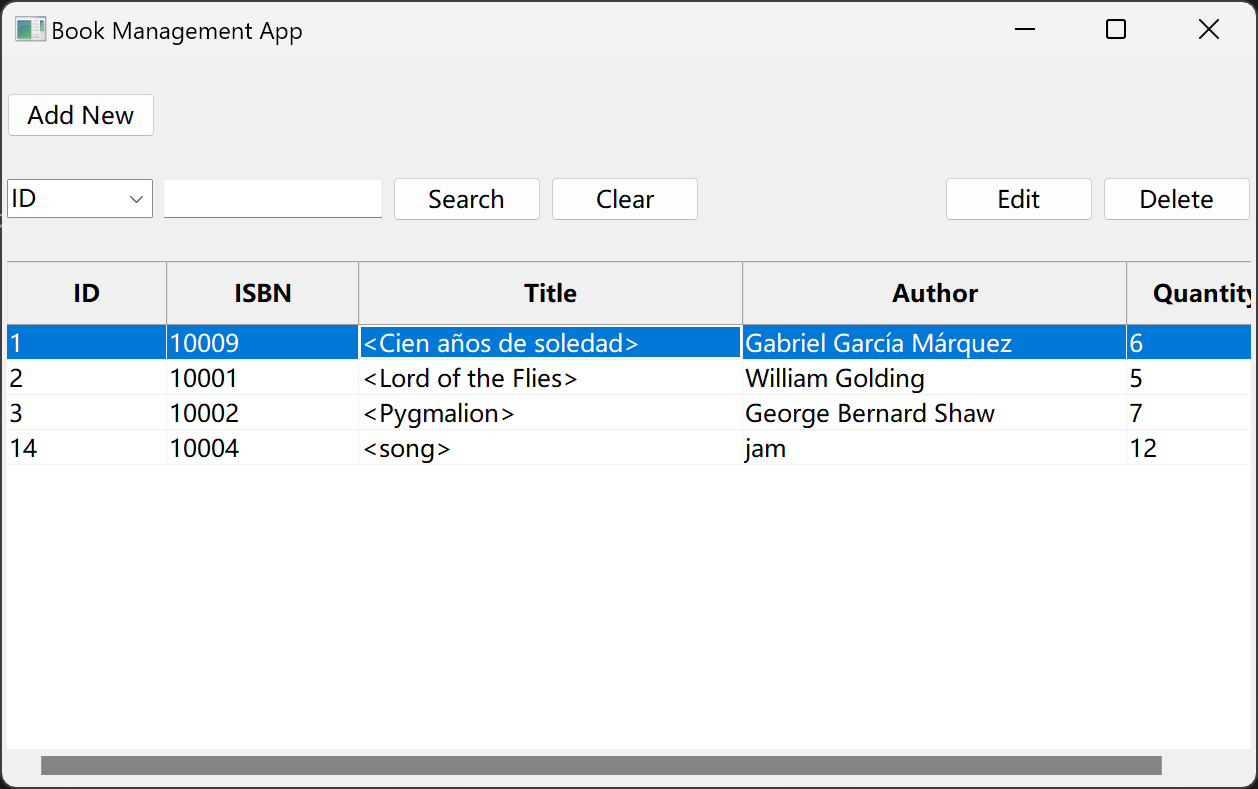 Book Management App
Add New
ID Search Clear Edit Delete
ID ISBN Title Author Quantity
1 10009 <Cien años de soledad> Gabriel García Márquez 6
2 10001 <Lord of the Flies> William Golding 5
3 10002 <Pygmalion> George Bernard Shaw 7
14 10004 <song> jam 12